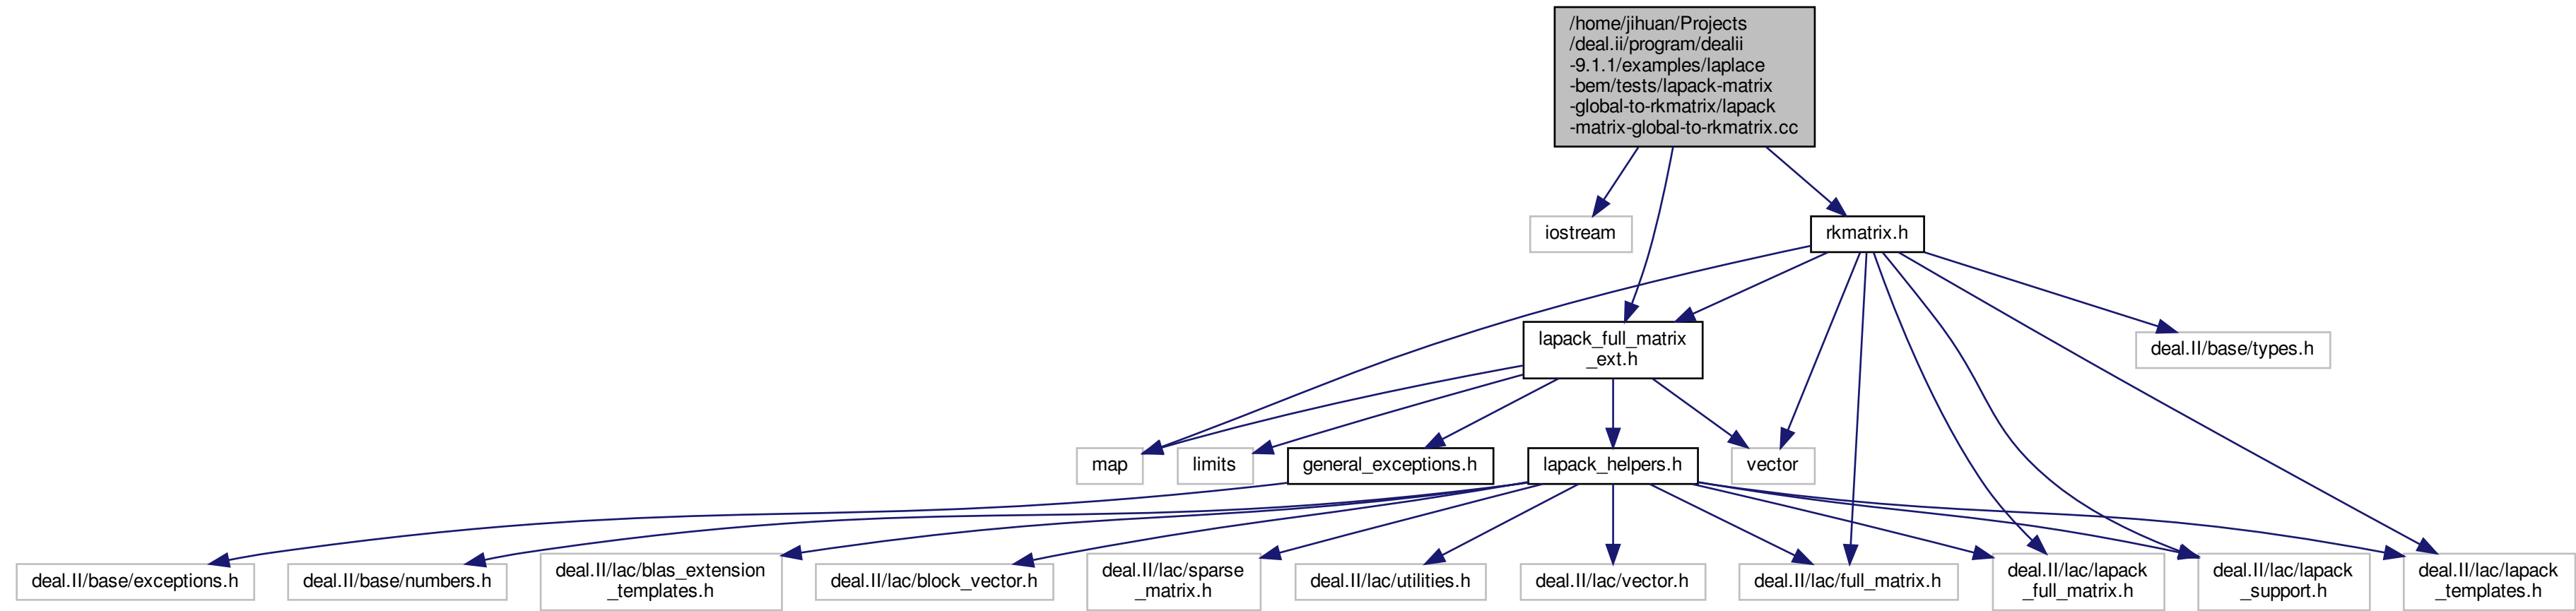 /home/jihuan/Projects
/deal.ii/program/dealii
-9.1.1/examples/laplace
-bem/tests/lapack-matrix
-global-to-rkmatrix/lapack
-matrix-global-to-rkmatrix.cc
iostream
rkmatrix.h
lapack_full_matrix
_ext.h
deal.II/base/types.h
map
limits
general_exceptions.h
lapack_helpers.h
vector
deal.II/base/exceptions.h
deal.II/base/numbers.h
deal.II/lac/blas_extension
_templates.h
deal.II/lac/block_vector.h
deal.II/lac/sparse
_matrix.h
deal.II/lac/utilities.h
deal.II/lac/vector.h
deal.II/lac/full_matrix.h
deal.II/lac/lapack
_full_matrix.h
deal.II/lac/lapack
_support.h
deal.II/lac/lapack
_templates.h